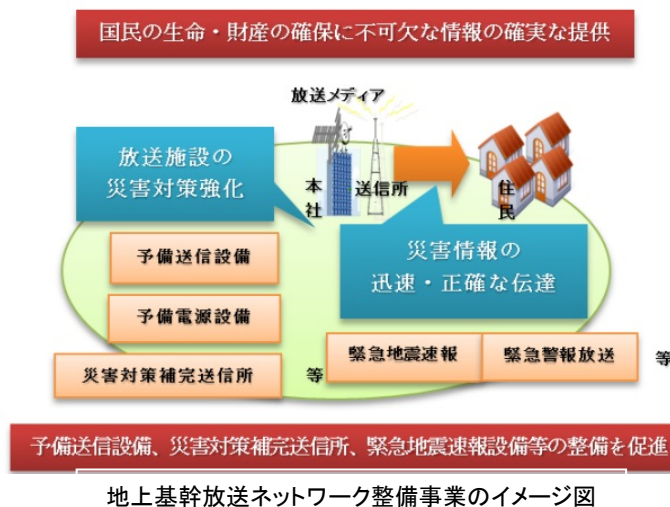 国民の生命・財産の確保に不可欠な情報の確実な提供
放送メディア
放送施設の
災害対策強化
本社
送信所
住民
災害情報の
迅速・正確な伝達
予備送信設備
予備電源設備
災害対策補完送信所
等
緊急地震速報
緊急警報放送
等
予備送信設備、災害対策補完送信所、緊急地震速報設備等の整備を促進
地上基幹放送ネットワーク整備事業のイメージ図